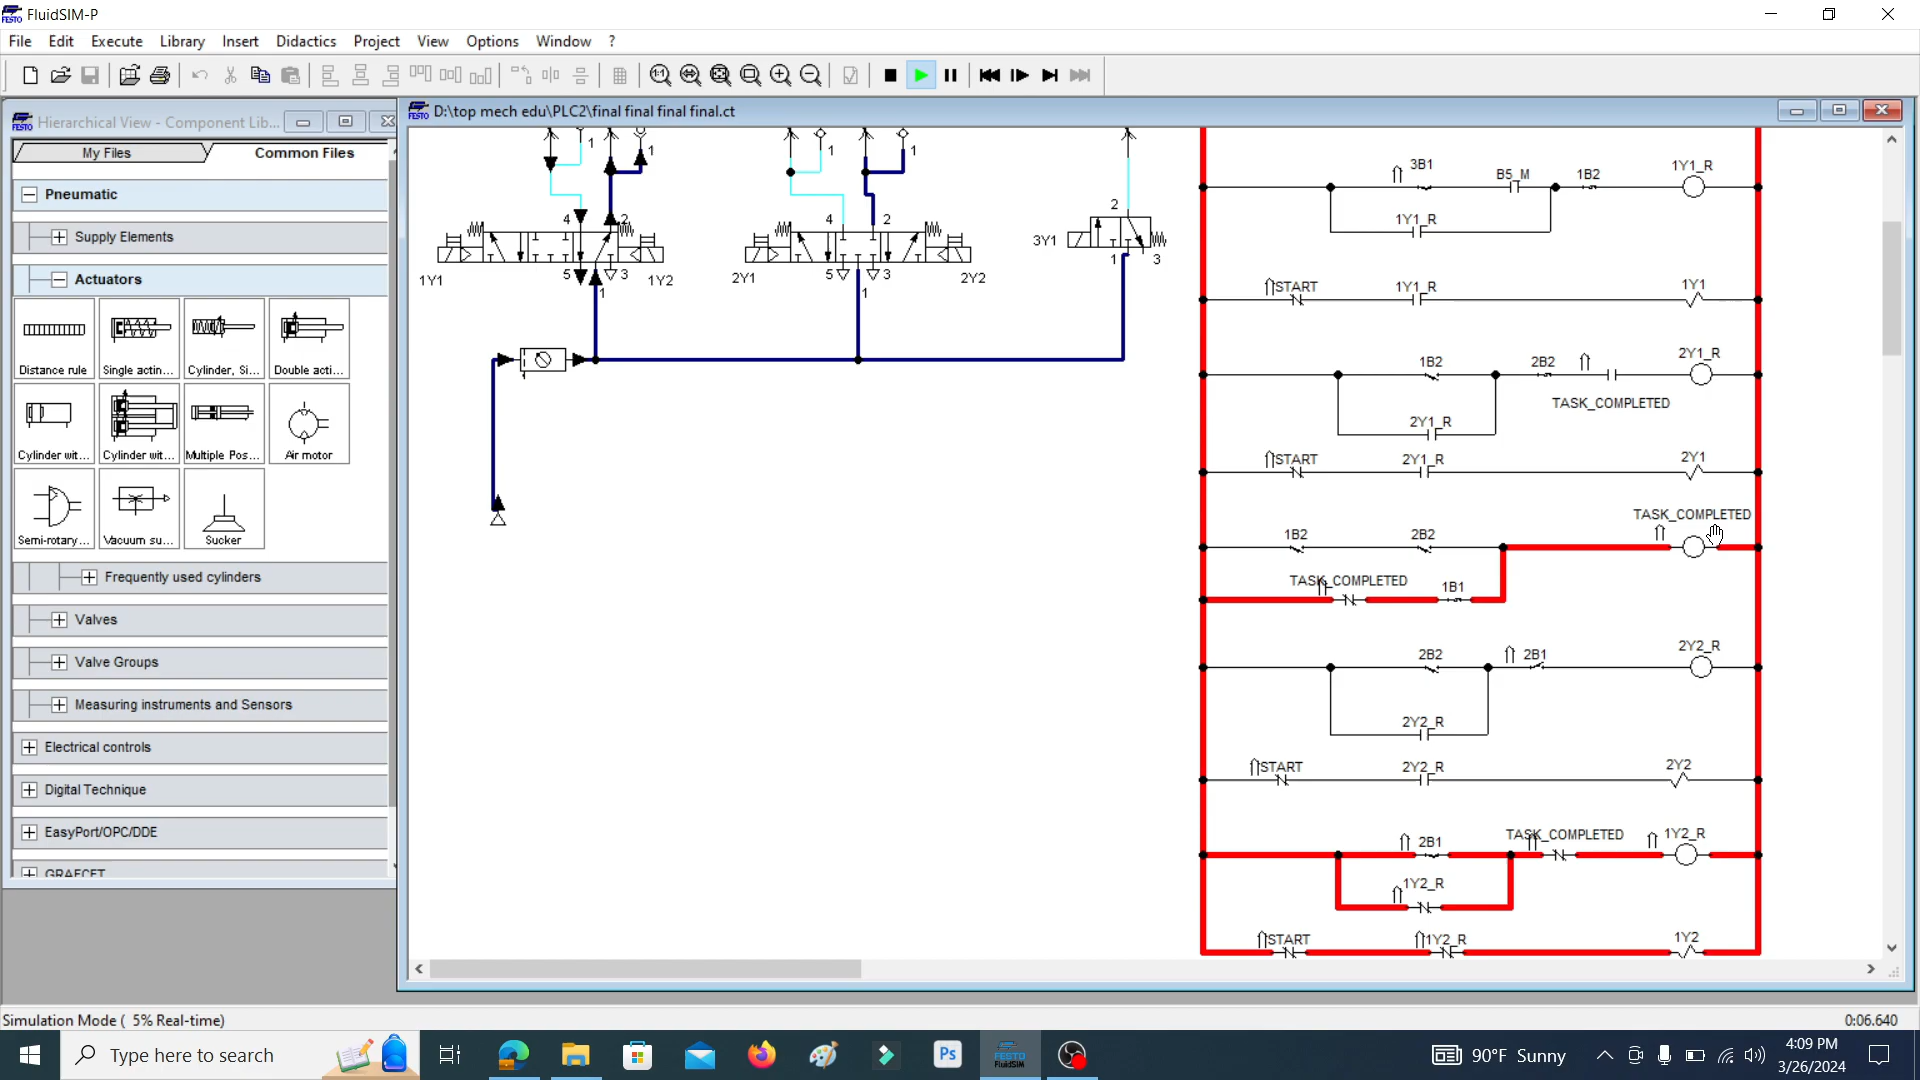 FluidSIM-P
File Edit Execute Library Insert Didactics Project View Options Window ?
Hierarchical View - Component Lib...
My Files
Common Files
Pneumatic
Supply Elements
Actuators
Distance rule
Single actin...
Cylinder, Si...
Double acti...
Cylinder wit...
Cylinder wit...
Multiple Pos...
Air motor
Semi-rotary...
Vacuum su...
Sucker
Frequently used cylinders
Valves
Valve Groups
Measuring instruments and Sensors
Electrical controls
Digital Technique
EasyPort/OPC/DDE
GRAFCET
D:\top mech edu\PLC2\final final final final.ct
1 1 1
4 2 4 2 2
1Y1 5 3 1Y2 2Y1 5 3 2Y2 3Y1 1 3
1 1
3B1 B5_M 1B2 1Y1_R
1Y1_R
START 1Y1_R 1Y1
1B2 2B2 2Y1_R
TASK_COMPLETED
2Y1_R
START 2Y1_R 2Y1
TASK_COMPLETED
1B2 2B2
TASK_COMPLETED 1B1
2B2 2B1 2Y2_R
2Y2_R
START 2Y2_R 2Y2
2B1 TASK_COMPLETED 1Y2_R
1Y2_R
START 1Y2_R 1Y2
Simulation Mode ( 5% Real-time)
0:06.640
Type here to search
Ps
FESTO
FluidSIM
90°F Sunny
4:09 PM
3/26/2024